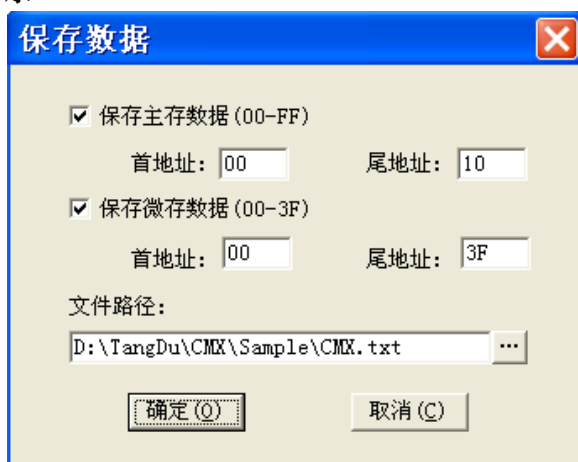 保存数据
保存主存数据(00-FF)
首地址: 00 尾地址: 10
保存微存数据(00-3F)
首地址: 00 尾地址: 3F
文件路径:
D:\TangDu\CMX\Sample\CMX.txt ...
确定(O) 取消(C)